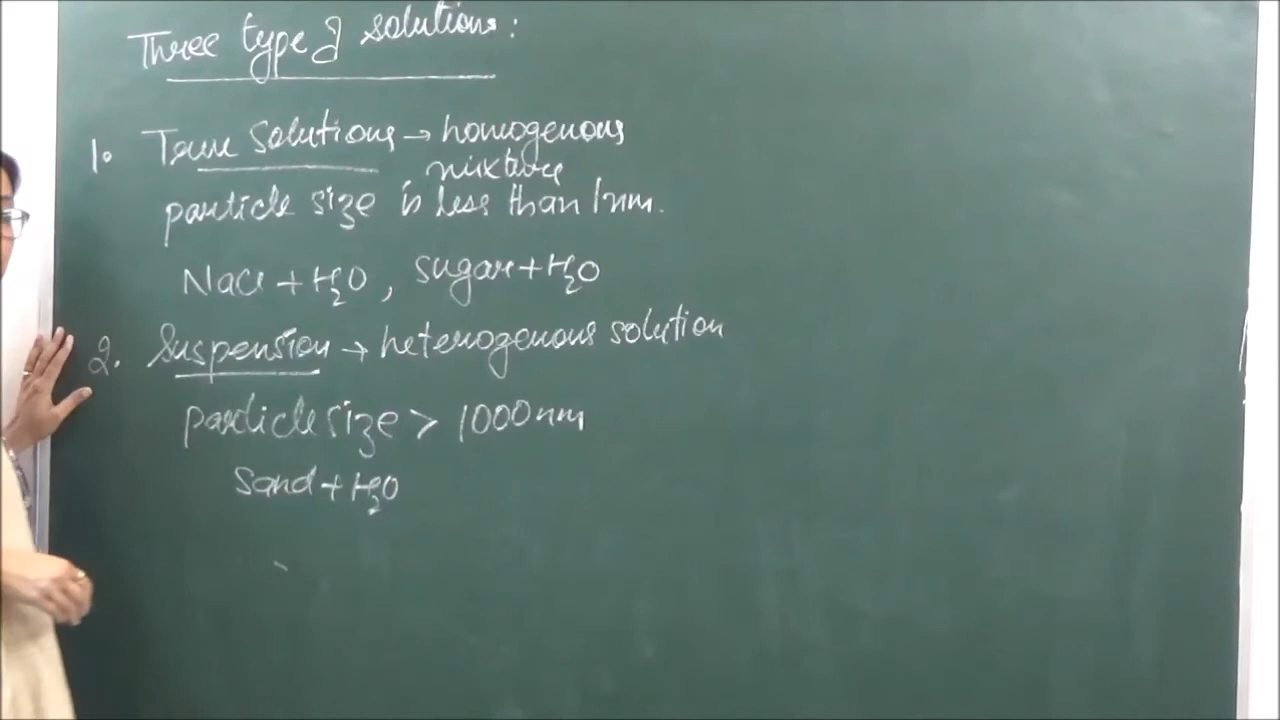 Three type of solutions:
1. True solutions → homogenous
mixture
particle size is less than 1nm.
NaCl + H2O, sugar + H2O
2. Suspension → heterogenous solution
particle size > 1000nm
Sand + H2O